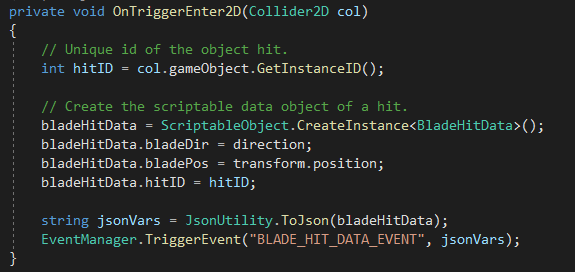 private void OnTriggerEnter2D(Collider2D col)
{
// Unique id of the object hit.
int hitID = col.gameObject.GetInstanceID();
// Create the scriptable data object of a hit.
bladeHitData = ScriptableObject.CreateInstance<BladeHitData>();
bladeHitData.bladeDir = direction;
bladeHitData.bladePos = transform.position;
bladeHitData.hitID = hitID;
string jsonVars = JsonUtility.ToJson(bladeHitData);
EventManager.TriggerEvent("BLADE_HIT_DATA_EVENT", jsonVars);
}